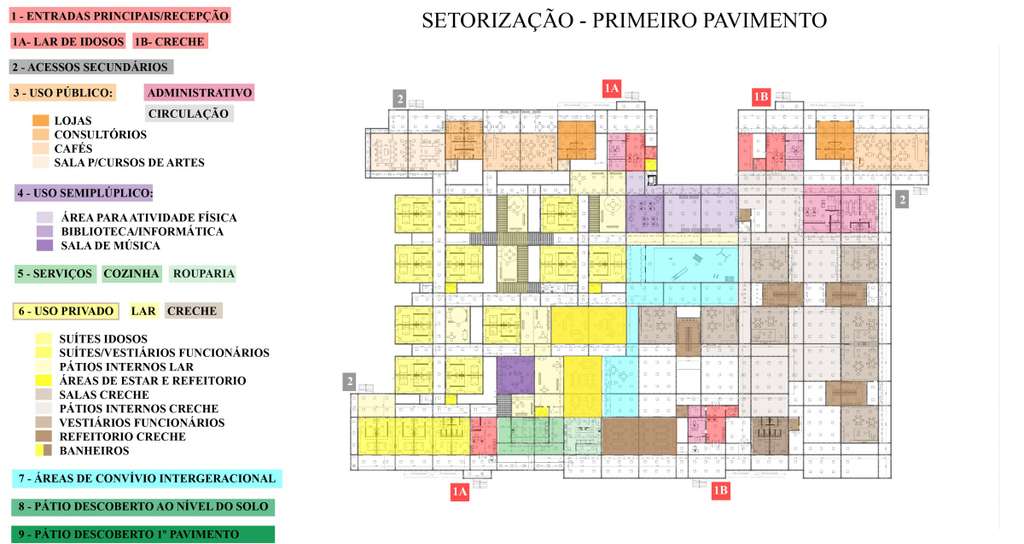 SETORIZAÇÃO - PRIMEIRO PAVIMENTO
1 - ENTRADAS PRINCIPAIS/RECEPÇÃO
1A- LAR DE IDOSOS 1B- CRECHE
2 - ACESSOS SECUNDÁRIOS
3 - USO PÚBLICO: ADMINISTRATIVO
CIRCULAÇÃO
LOJAS
CONSULTÓRIOS
CAFÉS
SALA P/CURSOS DE ARTES
4 - USO SEMIPLÚPLICO:
ÁREA PARA ATIVIDADE FÍSICA
BIBLIOTECA/INFORMÁTICA
SALA DE MÚSICA
5 - SERVIÇOS COZINHA ROUPARIA
6 - USO PRIVADO LAR CRECHE
SUÍTES IDOSOS
SUÍTES/VESTIÁRIOS FUNCIONÁRIOS
PÁTIOS INTERNOS LAR
ÁREAS DE ESTAR E REFEITORIO
SALAS CRECHE
PÁTIOS INTERNOS CRECHE
VESTIÁRIOS FUNCIONÁRIOS
REFEITORIO CRECHE
BANHEIROS
7 - ÁREAS DE CONVÍVIO INTERGERACIONAL
8 - PÁTIO DESCOBERTO AO NÍVEL DO SOLO
9 - PÁTIO DESCOBERTO 1º PAVIMENTO
1A
1B
2
2
2
1A
1B